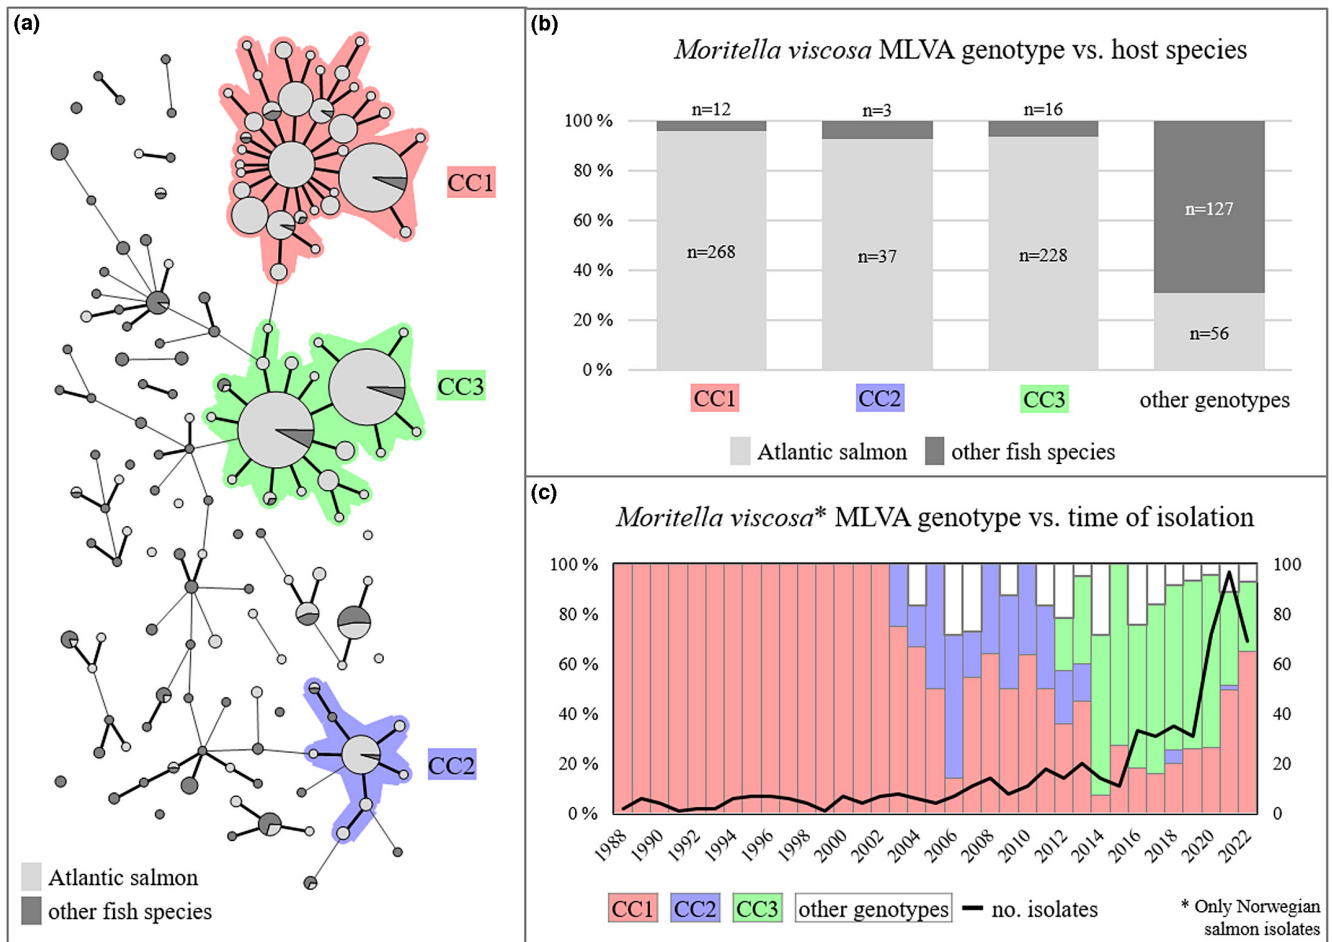 (a)
CC1
CC3
CC2
Atlantic salmon
other fish species
(b)
Moritella viscosa MLVA genotype vs. host species
n=12
n=3
n=16
100 %
80 %
60 %
40 %
20 %
0 %
n=127
n=268
n=37
n=228
n=56
CC1
CC2
CC3
other genotypes
Atlantic salmon
other fish species
(c)
Moritella viscosa* MLVA genotype vs. time of isolation
100 %
80 %
60 %
40 %
20 %
0 %
100
80
60
40
20
0
1988
1990
1992
1994
1996
1998
2000
2002
2004
2006
2008
2010
2012
2014
2016
2018
2020
2022
CC1
CC2
CC3
other genotypes
no. isolates
* Only Norwegian
salmon isolates